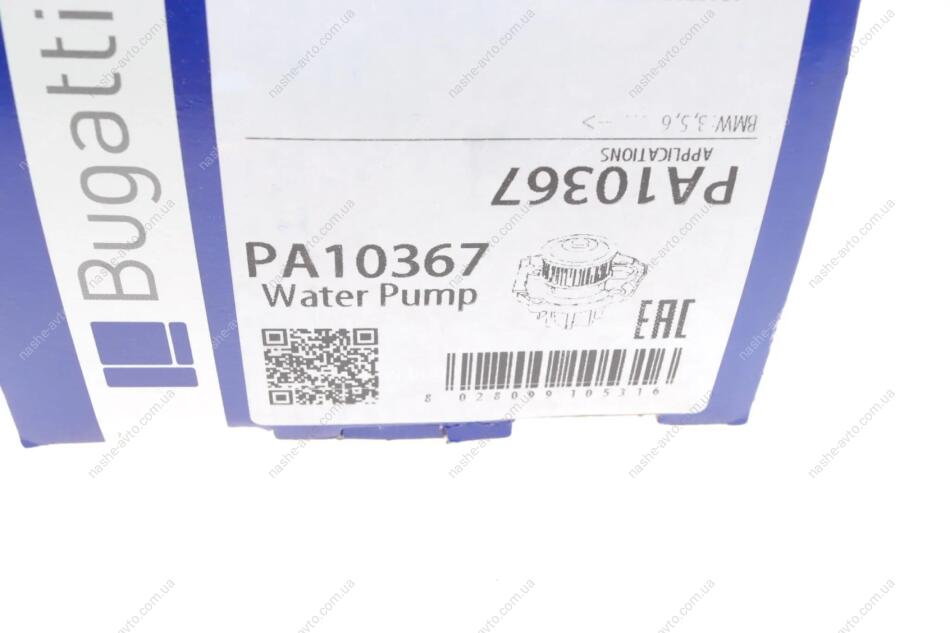 Bugatti
BMW: 3, 5, 6 ... -- >
APPLICATIONS
PA10367
PA10367
Water Pump
EAC
8 028099 105316
nashe-avto.com.ua